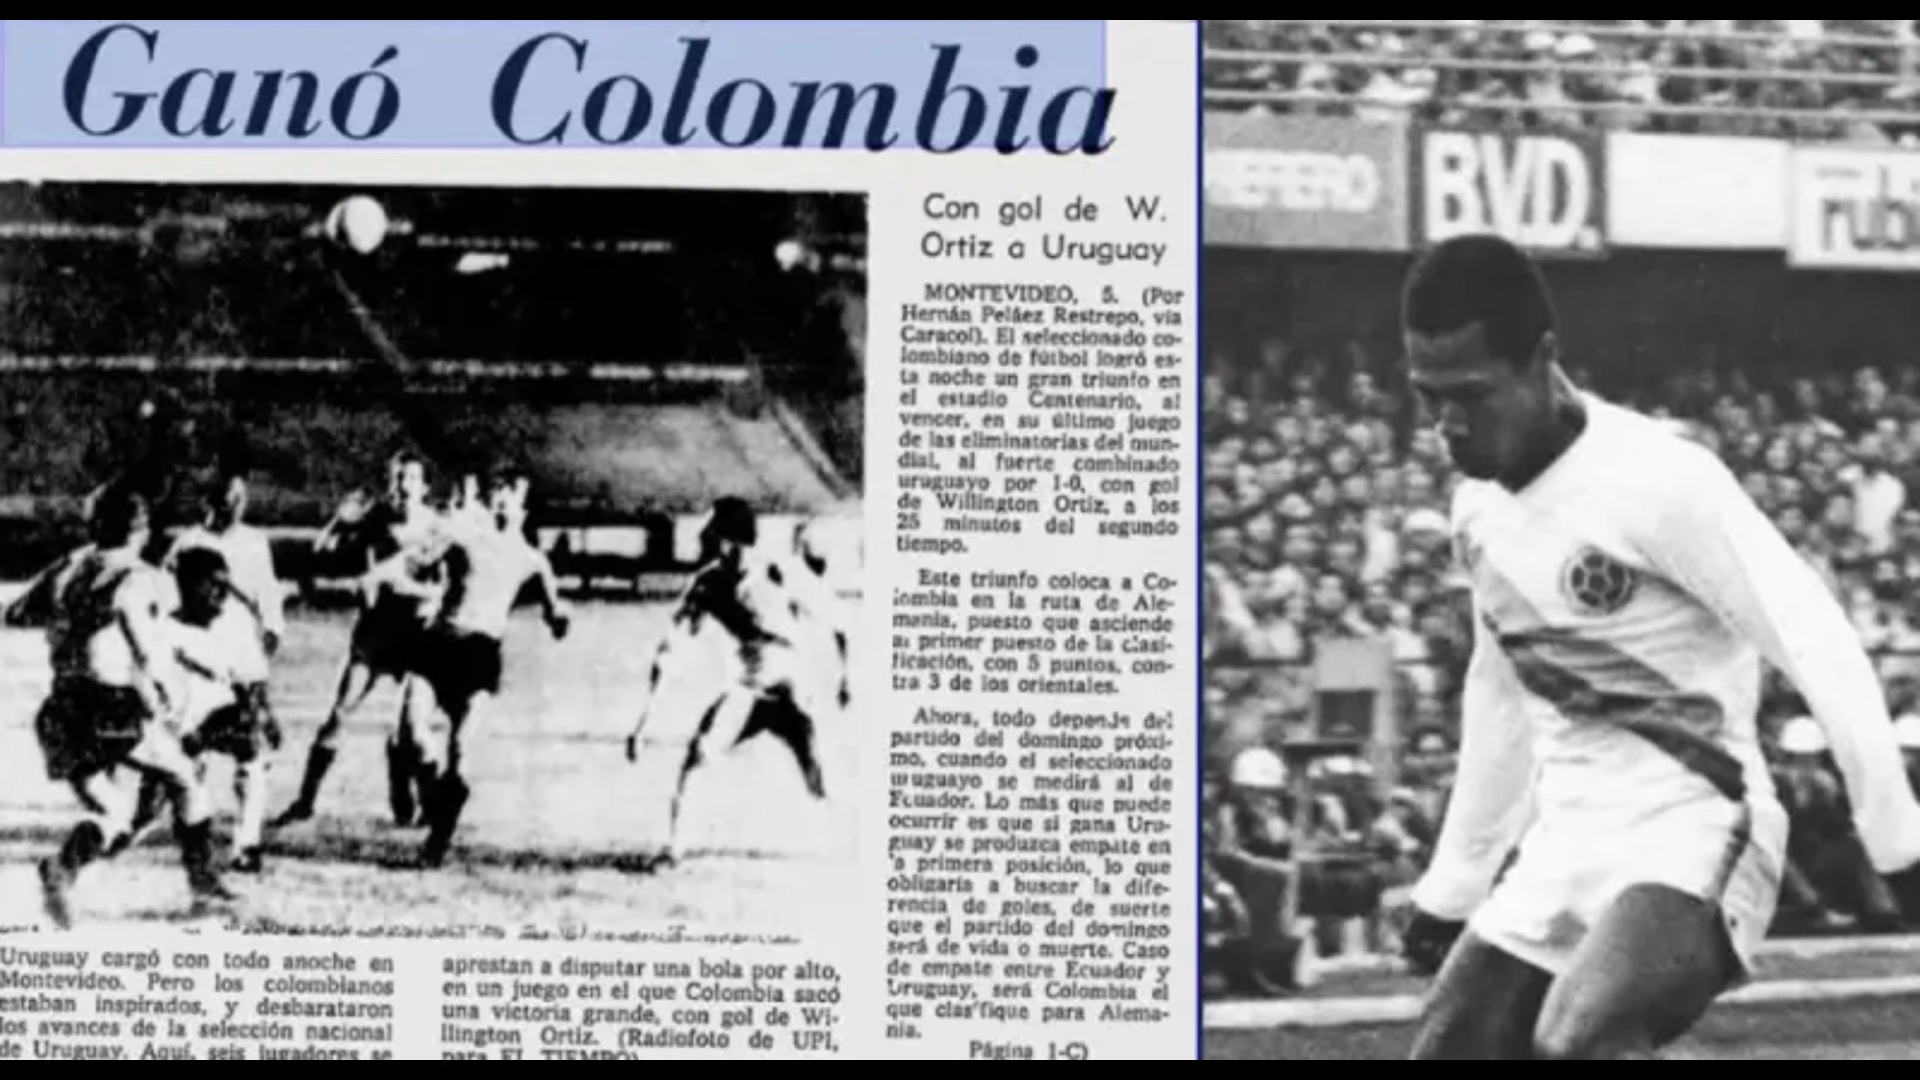 Ganó Colombia
Con gol de W.
Ortiz a Uruguay
MONTEVIDEO, 5. (Por
Hernán Peláez Restrepo, vía
Caracol). El seleccionado co-
lombiano de fútbol logró es-
ta noche un gran triunfo en
el estadio Centenario, al
vencer, en su último juego
de las eliminatorias del mun-
dial, al fuerte combinado
uruguayo por 1-0, con gol
de Willington Ortiz, a los
25 minutos del segundo
tiempo.
Este triunfo coloca a Co-
lombia en la ruta de Ale-
mania, puesto que asciende
al primer puesto de la clasi-
ficación, con 5 puntos, con-
tra 3 de los orientales.
Ahora, todo depende del
partido del domingo próxi-
mo, cuando el seleccionado
uruguayo se medirá al de
Ecuador. Lo más que puede
ocurrir es que si gana Uru-
guay se produzca empate en
la primera posición, lo que
obligaría a buscar la dife-
rencia de goles, de suerte
que el partido del domingo
será de vida o muerte. Caso
de empate entre Ecuador y
Uruguay, será Colombia el
que clasifique para Alema-
nia.
Página 1-C)
Uruguay cargó con todo anoche en
Montevideo. Pero los colombianos
estaban inspirados, y desbarataron
los avances de la selección nacional
de Uruguay. Aquí, seis jugadores se
aprestan a disputar una bola por alto,
en un juego en el que Colombia sacó
una victoria grande, con gol de Wi-
llington Ortiz. (Radiofoto de UPI,
para EL TIEMPO)
BVD.